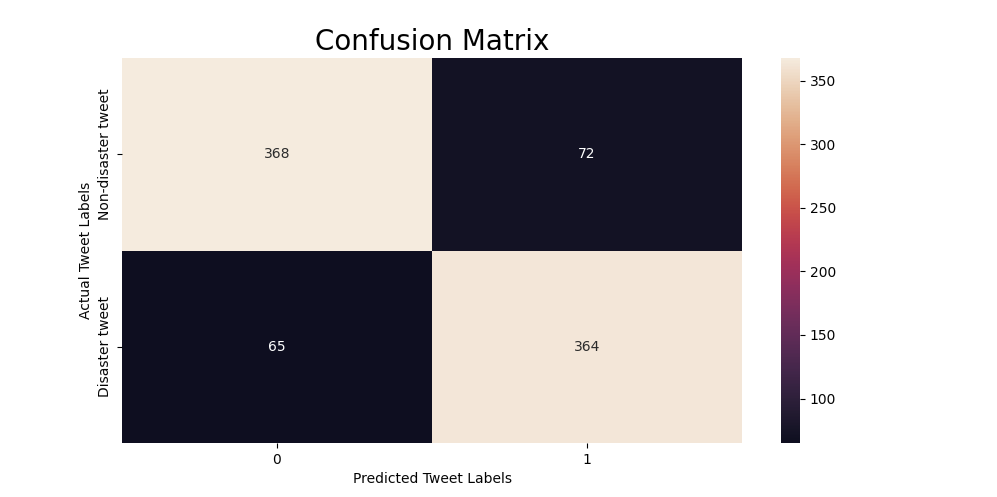 Confusion Matrix
Actual Tweet Labels
Non-disaster tweet
Disaster tweet
368
72
65
364
0
1
Predicted Tweet Labels
350
300
250
200
150
100